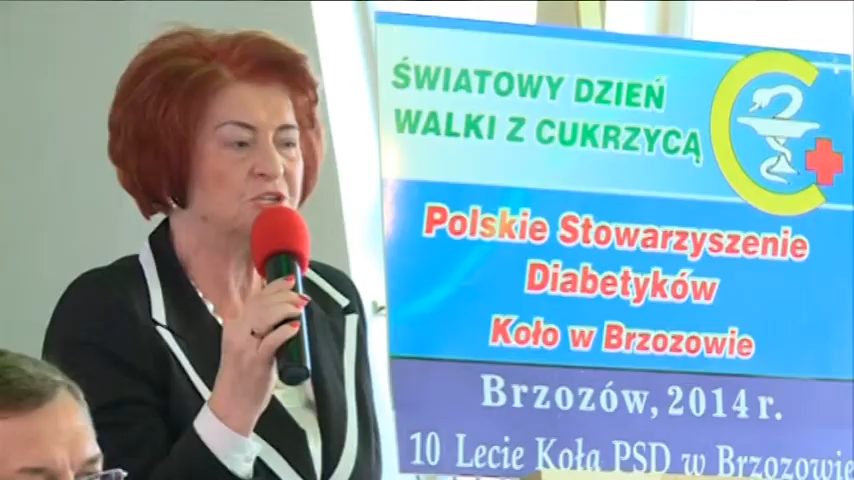 ŚWIATOWY DZIEŃ
WALKI Z CUKRZYCĄ
Polskie Stowarzyszenie
Diabetyków
Koło w Brzozowie
Brzozów, 2014 r.
10 Lecie Koła PSD w Brzozowie